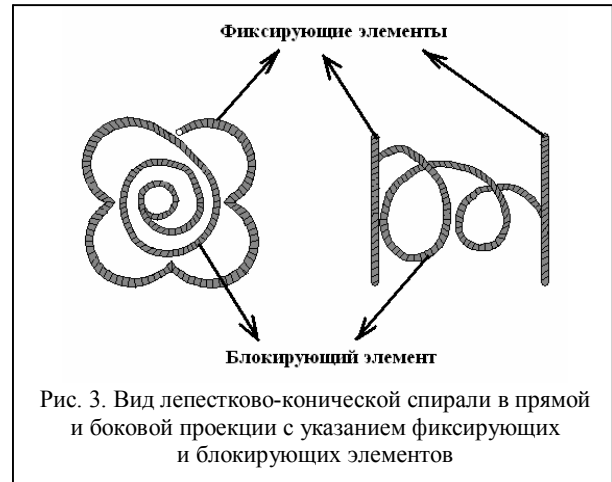 Фиксирующие элементы
Блокирующий элемент
Рис. 3. Вид лепестково-конической спирали в прямой
и боковой проекции с указанием фиксирующих
и блокирующих элементов